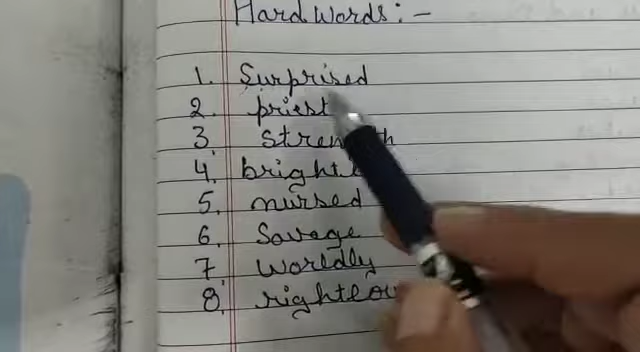 Hard Words: -
1. Surprised
2. priest
3.
4.
5. nursed
6. Savage
7 Worldly
8.